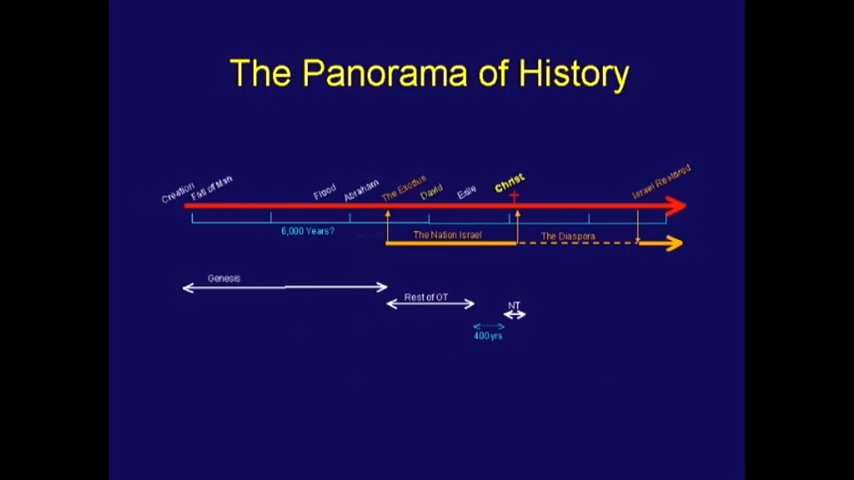 The Panorama of History
Creation
Fall of Man
Flood
Abraham
The Exodus
David
Exile
Christ
Israel Restored
6,000 Years?
The Nation Israel
The Diaspora
Genesis
Rest of OT
NT
400 yrs